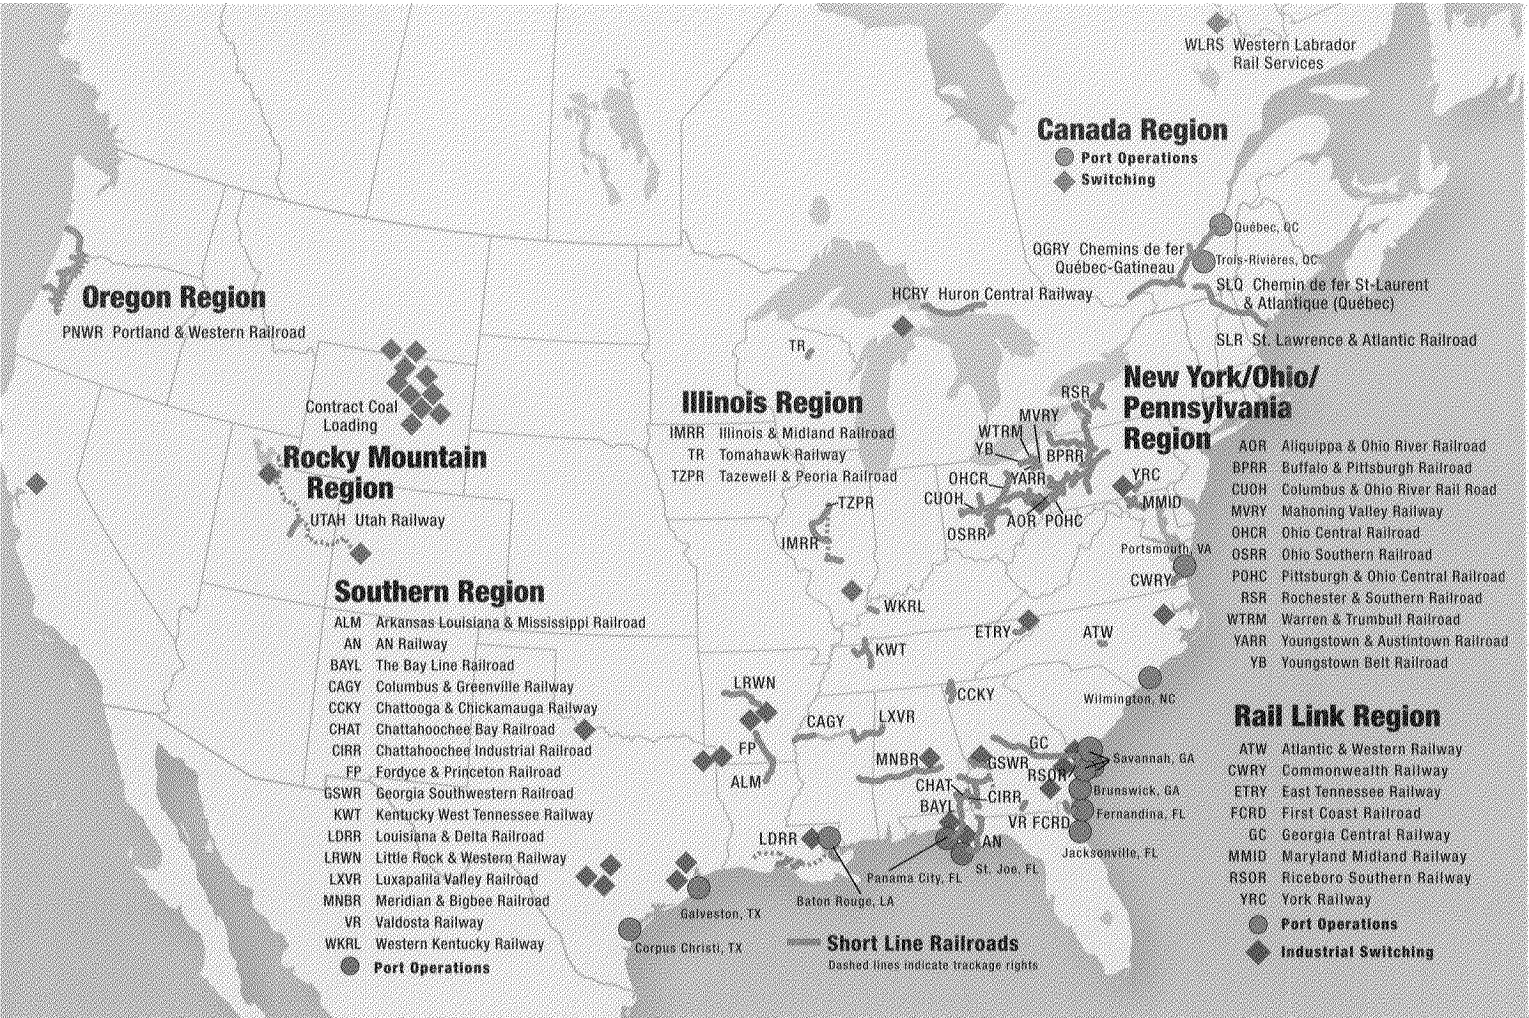 WLRS Western Labrador
Rail Services
Canada Region
Port Operations
Switching
Québec, QC
QGRY Chemins de fer
Québec-Gatineau
Trois-Rivières, QC
SLQ Chemin de fer St-Laurent
& Atlantique (Québec)
HCRY Huron Central Railway
SLR St. Lawrence & Atlantic Railroad
Oregon Region
PNWR Portland & Western Railroad
TR
Contract Coal
Loading
Rocky Mountain
Region
UTAH Utah Railway
Illinois Region
IMRR Illinois & Midland Railroad
TR Tomahawk Railway
TZPR Tazewell & Peoria Railroad
TZPR
IMRR
New York/Ohio/
Pennsylvania
Region
AOR Aliquippa & Ohio River Railroad
BPRR Buffalo & Pittsburgh Railroad
CUOH Columbus & Ohio River Rail Road
MVRY Mahoning Valley Railway
OHCR Ohio Central Railroad
OSRR Ohio Southern Railroad
POHC Pittsburgh & Ohio Central Railroad
RSR Rochester & Southern Railroad
WTRM Warren & Trumbull Railroad
YARR Youngstown & Austintown Railroad
YB Youngstown Belt Railroad
RSR
MVRY
WTRM
YB
BPRR
OHCR
YARR
CUOH
AOR POHC
OSRR
YRC
MMID
Portsmouth, VA
CWRY
WKRL
ETRY
ATW
KWT
Wilmington, NC
Southern Region
ALM Arkansas Louisiana & Mississippi Railroad
AN AN Railway
BAYL The Bay Line Railroad
CAGY Columbus & Greenville Railway
CCKY Chattooga & Chickamauga Railway
CHAT Chattahoochee Bay Railroad
CIRR Chattahoochee Industrial Railroad
FP Fordyce & Princeton Railroad
GSWR Georgia Southwestern Railroad
KWT Kentucky West Tennessee Railway
LDRR Louisiana & Delta Railroad
LRWN Little Rock & Western Railway
LXVR Luxapalila Valley Railroad
MNBR Meridian & Bigbee Railroad
VR Valdosta Railway
WKRL Western Kentucky Railway
Port Operations
LRWN
CCKY
CAGY
LXVR
FP
ALM
MNBR
GC
GSWR
RSOR
Savannah, GA
CHAT
CIRR
BAYL
Brunswick, GA
VR FCRD
Fernandina, FL
LDRR
AN
Jacksonville, FL
St. Joe, FL
Panama City, FL
Baton Rouge, LA
Galveston, TX
Corpus Christi, TX
Rail Link Region
ATW Atlantic & Western Railway
CWRY Commonwealth Railway
ETRY East Tennessee Railway
FCRD First Coast Railroad
GC Georgia Central Railway
MMID Maryland Midland Railway
RSOR Riceboro Southern Railway
YRC York Railway
Port Operations
Industrial Switching
Short Line Railroads
Dashed lines indicate trackage rights